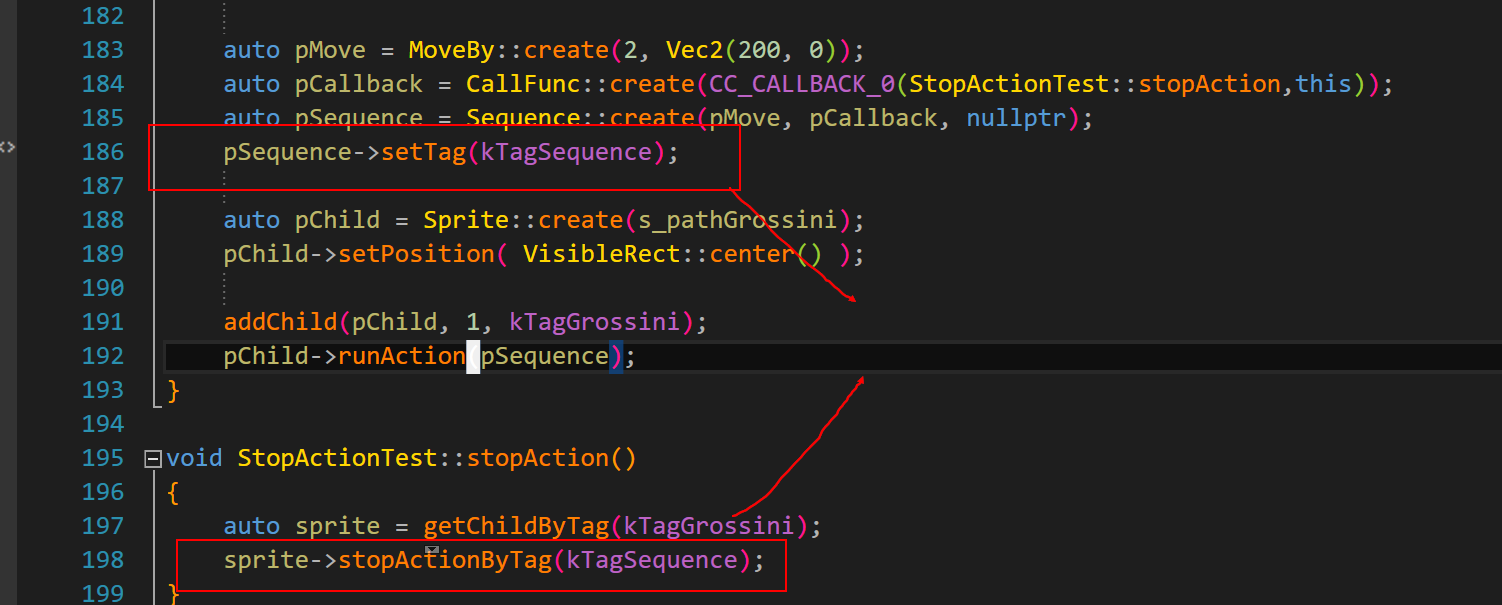 182
183 auto pMove = MoveBy::create(2, Vec2(200, 0));
184 auto pCallback = CallFunc::create(CC_CALLBACK_0(StopActionTest::stopAction,this));
185 auto pSequence = Sequence::create(pMove, pCallback, nullptr);
186 pSequence->setTag(kTagSequence);
187
188 auto pChild = Sprite::create(s_pathGrossini);
189 pChild->setPosition( VisibleRect::center() );
190
191 addChild(pChild, 1, kTagGrossini);
192 pChild->runAction(pSequence);
193 }
194
195 void StopActionTest::stopAction()
196 {
197 auto sprite = getChildByTag(kTagGrossini);
198 sprite->stopActionByTag(kTagSequence);
199 }